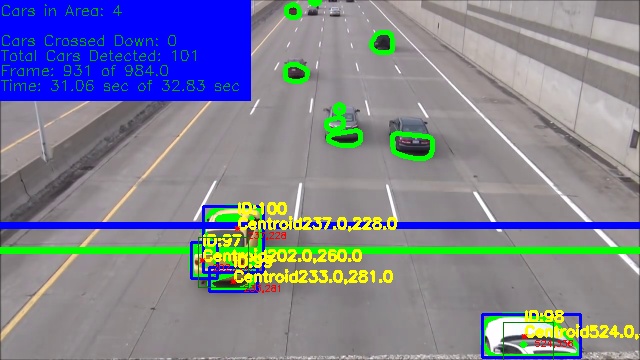 Cars in Area: 4
Cars Crossed Down: 0
Total Cars Detected: 101
Frame: 931 of 984.0
Time: 31.06 sec of 32.83 sec
ID:100
Centroid237.0,228.0
ID:97
Centroid202.0,260.0
ID:99
Centroid233.0,281.0
ID:98
Centroid524.0,